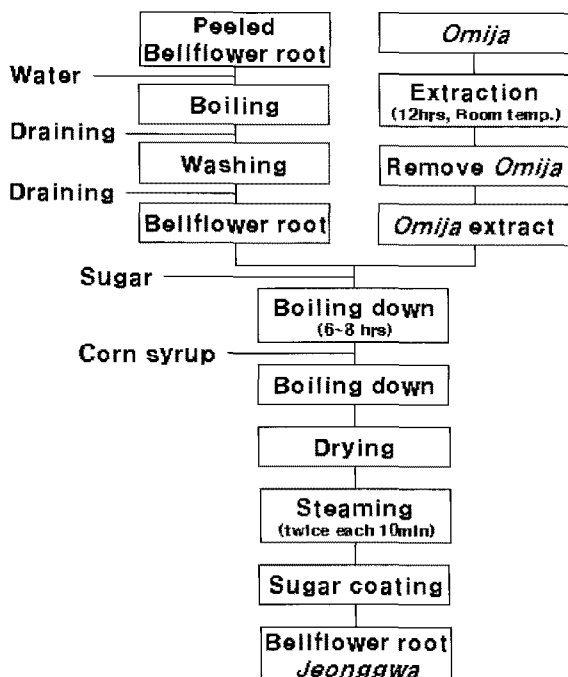 Peeled
Bellflower root
Water
Boiling
Draining
Washing
Draining
Bellflower root
Omija
Extraction
(12hrs, Room temp.)
Remove Omija
Omija extract
Sugar
Boiling down
(6~8 hrs)
Corn syrup
Boiling down
Drying
Steaming
(twice each 10min)
Sugar coating
Bellflower root
Jeonggwa